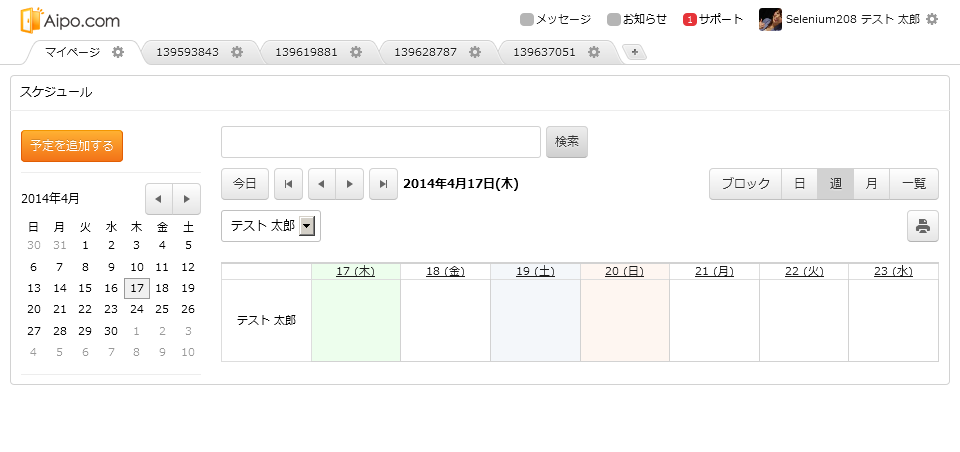 Aipo.com
メッセージ お知らせ 1 サポート Selenium208 テスト 太郎
マイページ 139593843 139619881 139628787 139637051 +
スケジュール
予定を追加する 検索
今日 2014年4月17日(木) ブロック 日 週 月 一覧
2014年4月
テスト 太郎
日 月 火 水 木 金 土
30 31 1 2 3 4 5
6 7 8 9 10 11 12
13 14 15 16 17 18 19
20 21 22 23 24 25 26
27 28 29 30 1 2 3
4 5 6 7 8 9 10
17 (木) 18 (金) 19 (土) 20 (日) 21 (月) 22 (火) 23 (水)
テスト 太郎